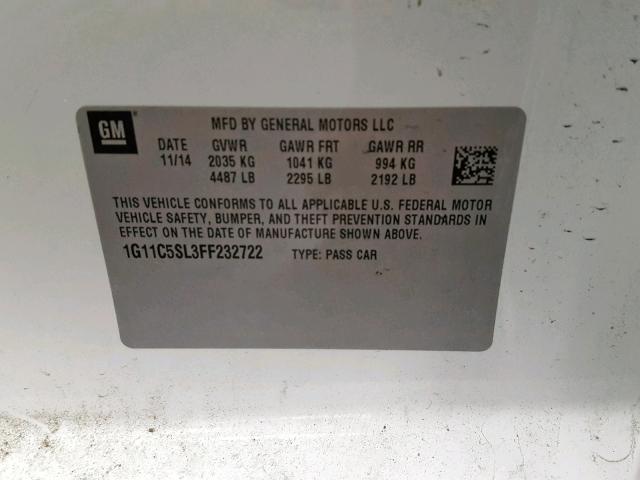 GM
MFD BY GENERAL MOTORS LLC
DATE GVWR GAWR FRT GAWR RR
11/14 2035 KG 1041 KG 994 KG
4487 LB 2295 LB 2192 LB
THIS VEHICLE CONFORMS TO ALL APPLICABLE U.S. FEDERAL MOTOR
VEHICLE SAFETY, BUMPER, AND THEFT PREVENTION STANDARDS IN
EFFECT ON THE DATE OF MANUFACTURE SHOWN ABOVE.
1G11C5SL3FF232722 TYPE: PASS CAR